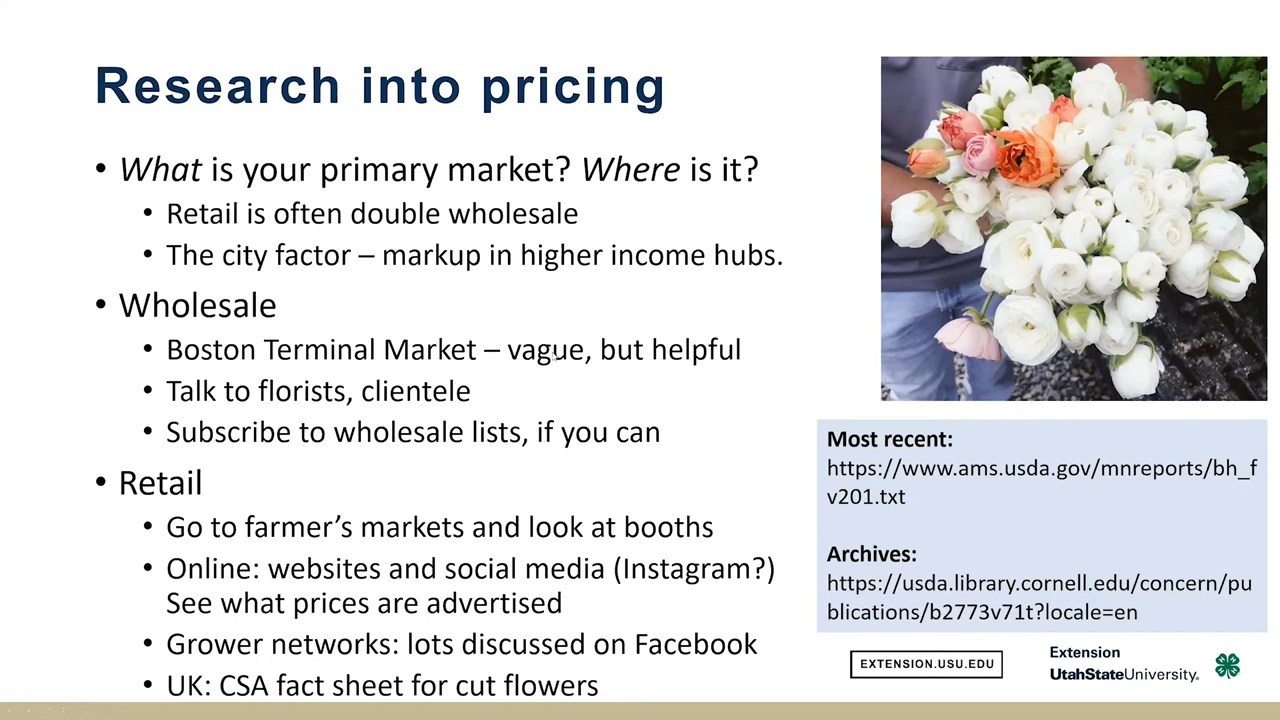 Research into pricing
• What is your primary market? Where is it?
• Retail is often double wholesale
• The city factor – markup in higher income hubs.
• Wholesale
• Boston Terminal Market – vague, but helpful
• Talk to florists, clientele
• Subscribe to wholesale lists, if you can
• Retail
• Go to farmer’s markets and look at booths
• Online: websites and social media (Instagram?)
See what prices are advertised
• Grower networks: lots discussed on Facebook
• UK: CSA fact sheet for cut flowers
Most recent:
https://www.ams.usda.gov/mnreports/bh_f
v201.txt
Archives:
https://usda.library.cornell.edu/concern/pu
blications/b2773v71t?locale=en
EXTENSION.USU.EDU
Extension
UtahStateUniversity